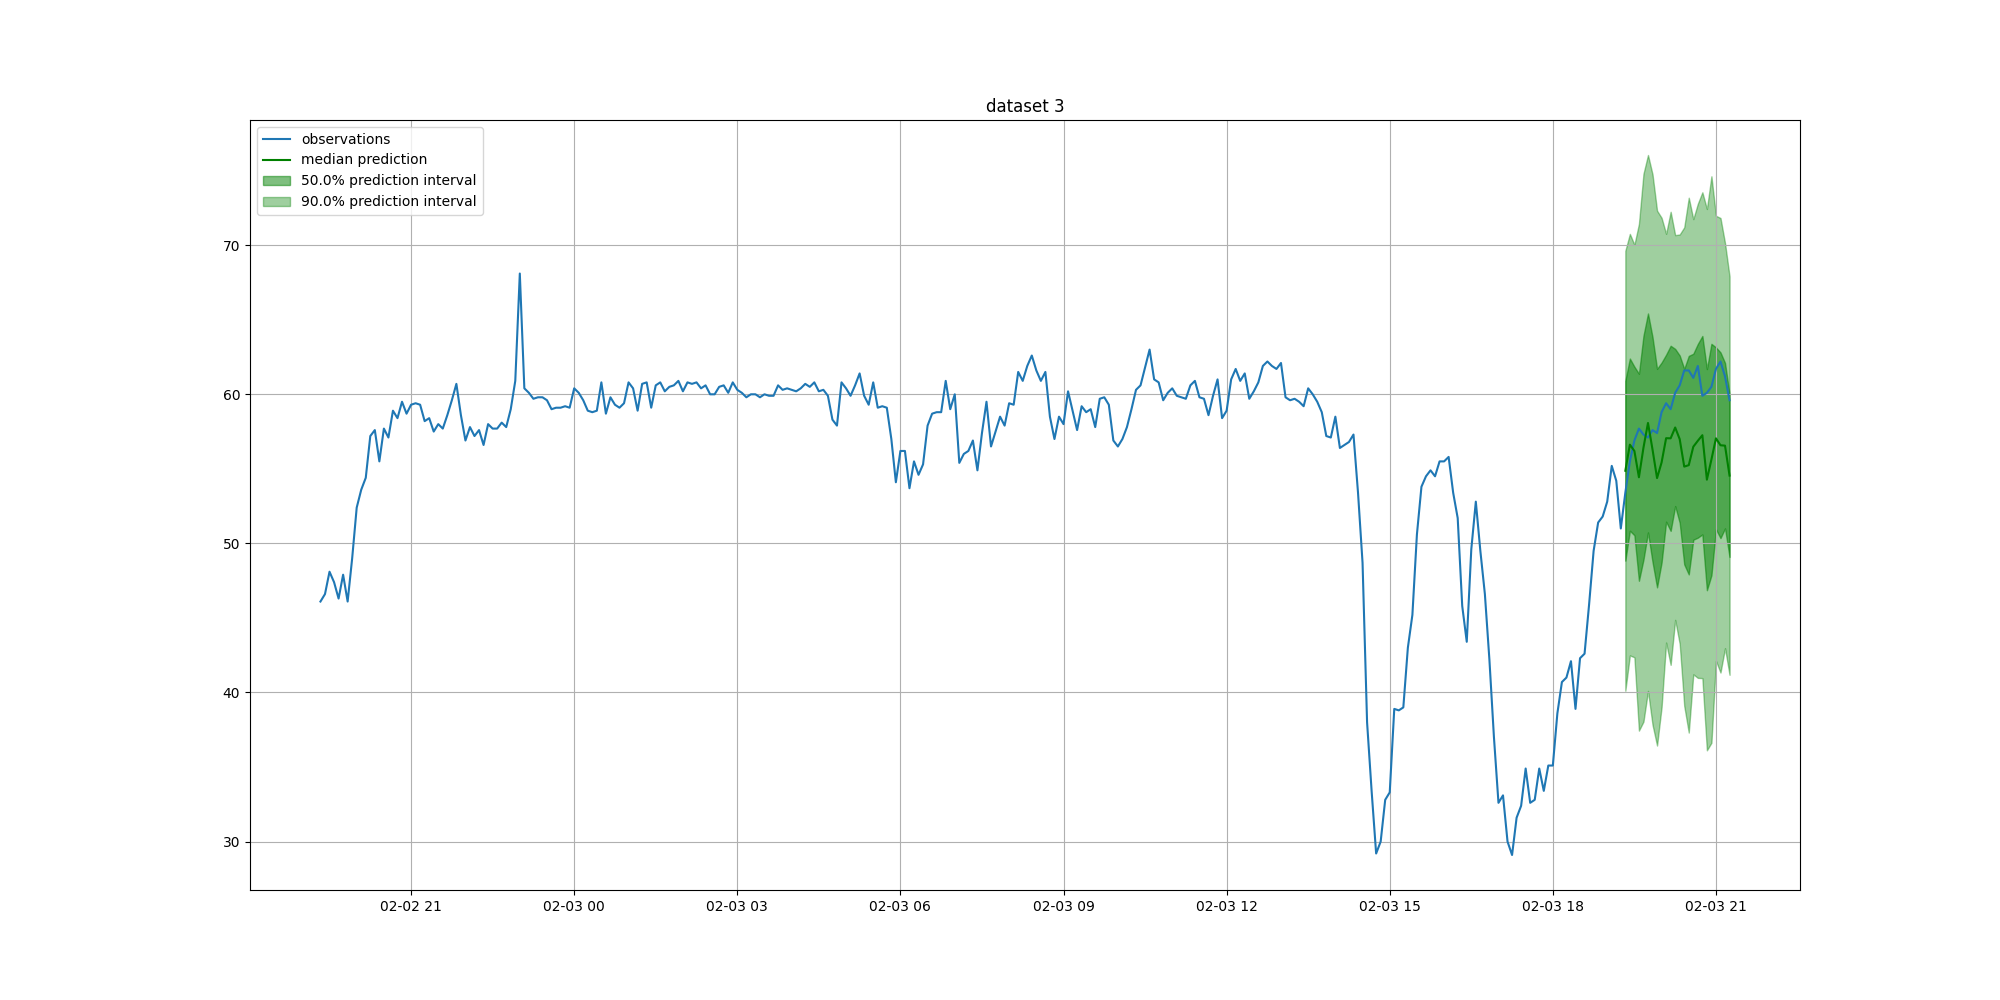 dataset 3
observations
median prediction
50.0% prediction interval
90.0% prediction interval
70
60
50
40
30
02-02 21
02-03 00
02-03 03
02-03 06
02-03 09
02-03 12
02-03 15
02-03 18
02-03 21